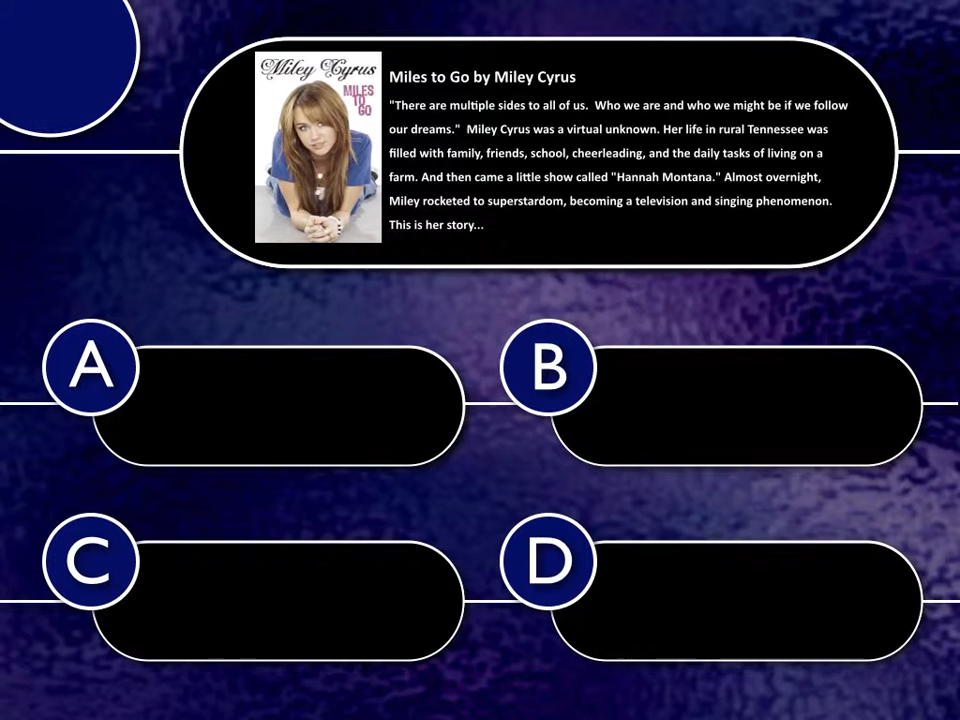 Miley Cyrus
MILES
TO
GO
Miles to Go by Miley Cyrus
"There are multiple sides to all of us.  Who we are and who we might be if we follow
our dreams."  Miley Cyrus was a virtual unknown. Her life in rural Tennessee was
filled with family, friends, school, cheerleading, and the daily tasks of living on a
farm. And then came a little show called "Hannah Montana." Almost overnight,
Miley rocketed to superstardom, becoming a television and singing phenomenon.
This is her story...
A
B
C
D